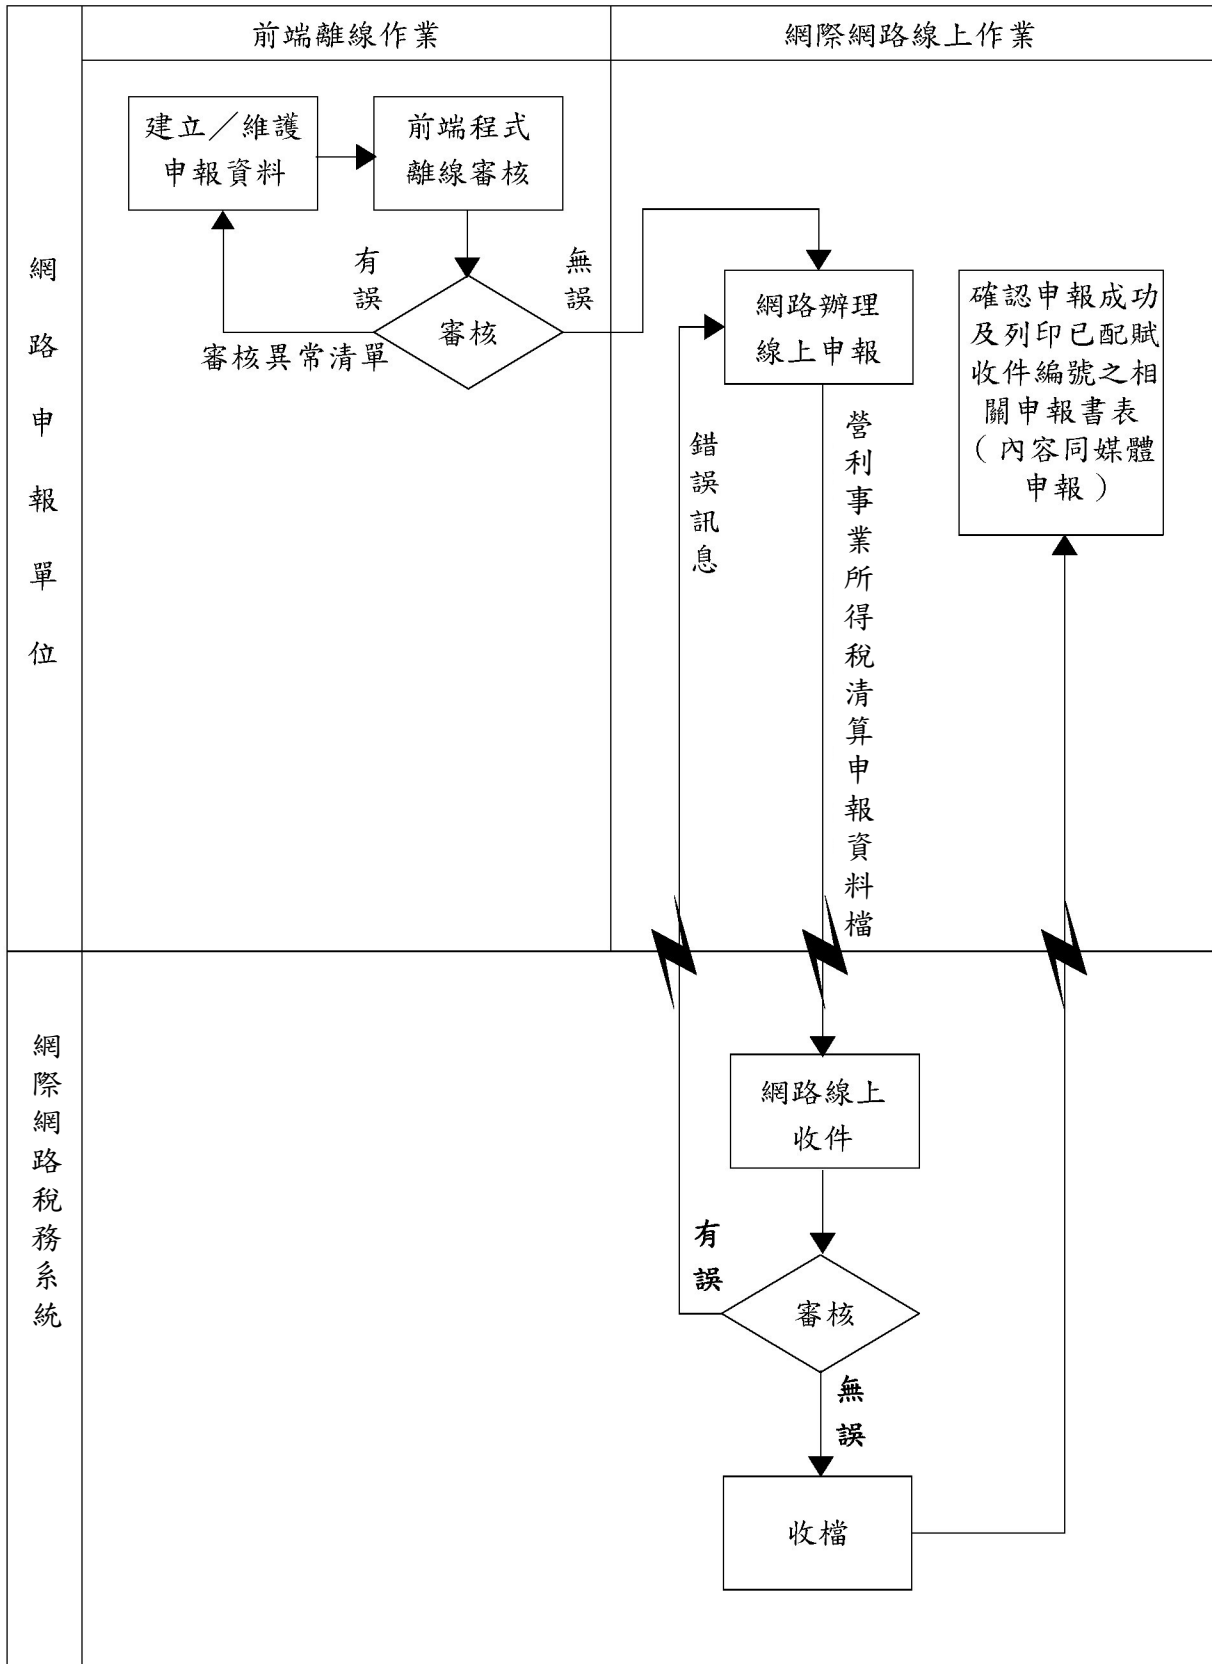 前端離線作業
網際網路線上作業
網路申報單位
建立／維護
申報資料
前端程式
離線審核
有誤
無誤
審核
審核異常清單
網路辦理
線上申報
確認申報成功
及列印已配賦
收件編號之相
關申報書表
（內容同媒體
申報）
錯誤訊息
營利事業所得稅清算申報資料檔
網際網路稅務系統
網路線上
收件
有誤
審核
無誤
收檔